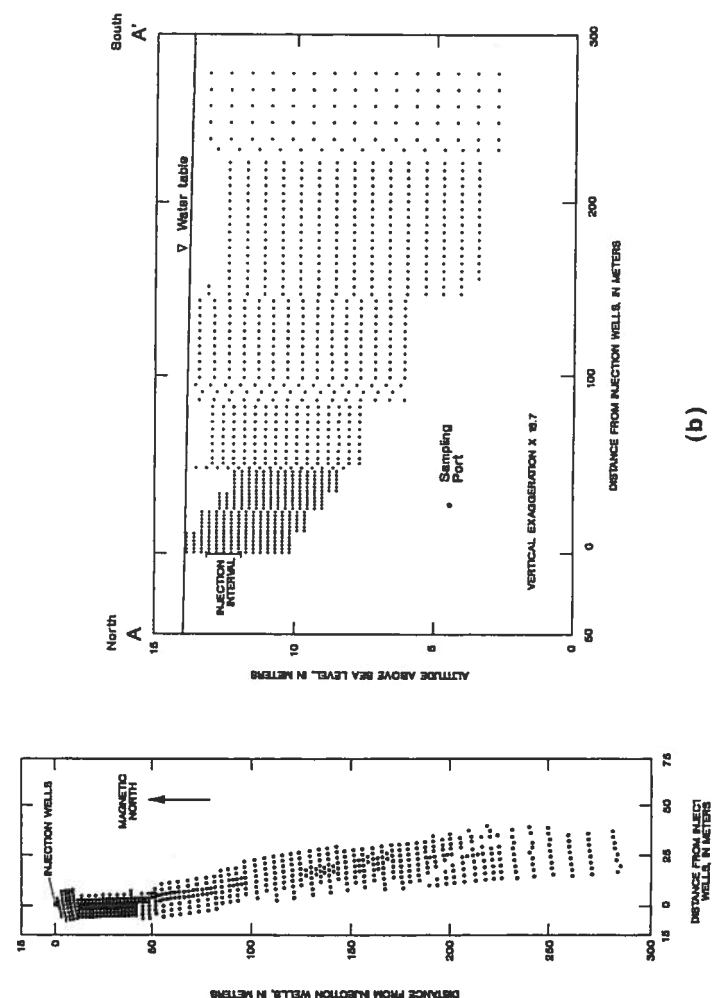 INJECTION WELLS
MAGNETIC
NORTH
15
0
50
100
150
200
250
300
15
0
25
50
75
DISTANCE FROM INJECTION WELLS, IN METERS
DISTANCE FROM INJECT
WELLS, IN METERS
North
South
A
A'
15
10
5
0
ALTITUDE ABOVE SEA LEVEL, IN METERS
Water table
INJECTION
INTERVAL
Sampling
Port
VERTICAL EXAGGERATION X
50
0
100
200
300
DISTANCE FROM INJECTION WELLS, IN METERS
(b)